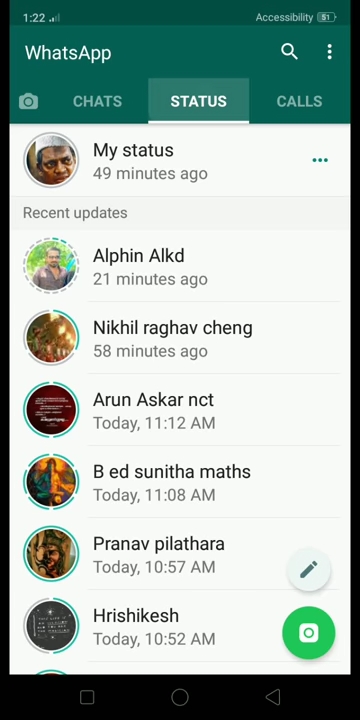 1:22
Accessibility 51
WhatsApp
CHATS
STATUS
CALLS
My status
49 minutes ago
Recent updates
Alphin Alkd
21 minutes ago
Nikhil raghav cheng
58 minutes ago
Arun Askar nct
Today, 11:12 AM
B ed sunitha maths
Today, 11:08 AM
Pranav pilathara
Today, 10:57 AM
Hrishikesh
Today, 10:52 AM